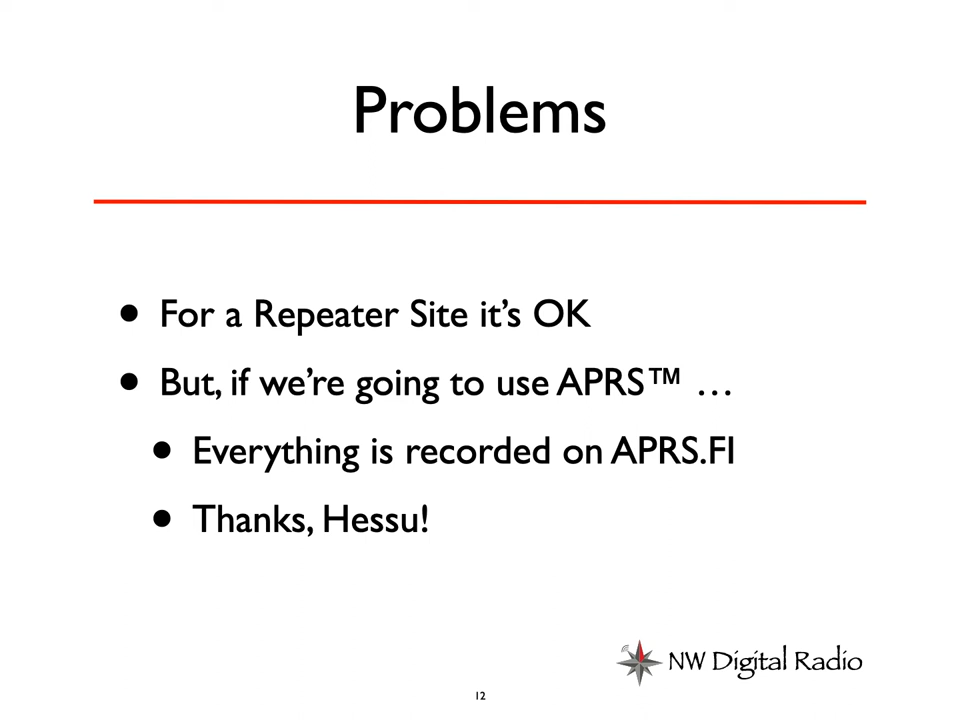 Problems
• For a Repeater Site it’s OK
• But, if we’re going to use APRS™ …
• Everything is recorded on APRS.FI
• Thanks, Hessu!
NW Digital Radio
12